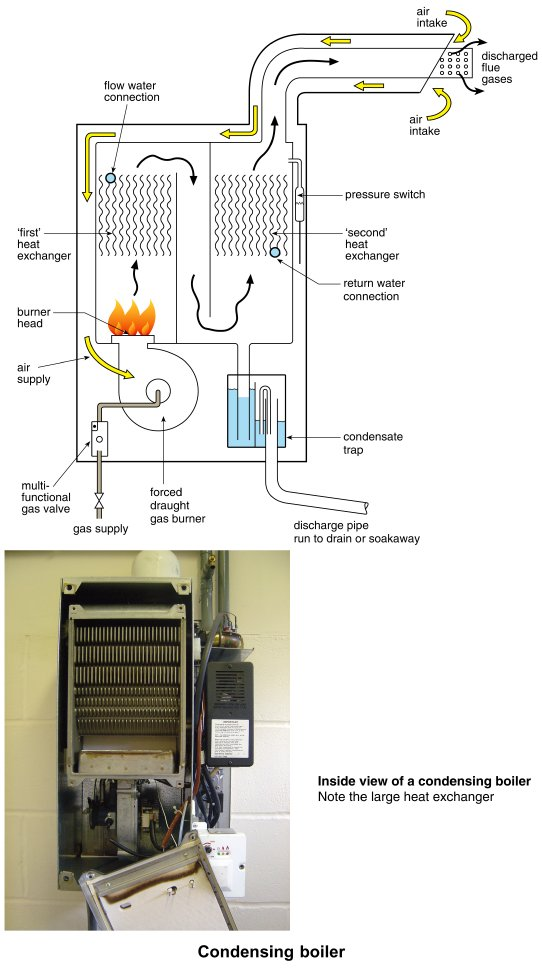 air
intake
discharged
flue
gases
flow water
connection
air
intake
pressure switch
'first'
heat
exchanger
'second'
heat
exchanger
return water
connection
burner
head
air
supply
condensate
trap
multi-
functional
gas valve
forced
draught
gas burner
gas supply
discharge pipe
run to drain or soakaway
Inside view of a condensing boiler
Note the large heat exchanger
Condensing boiler